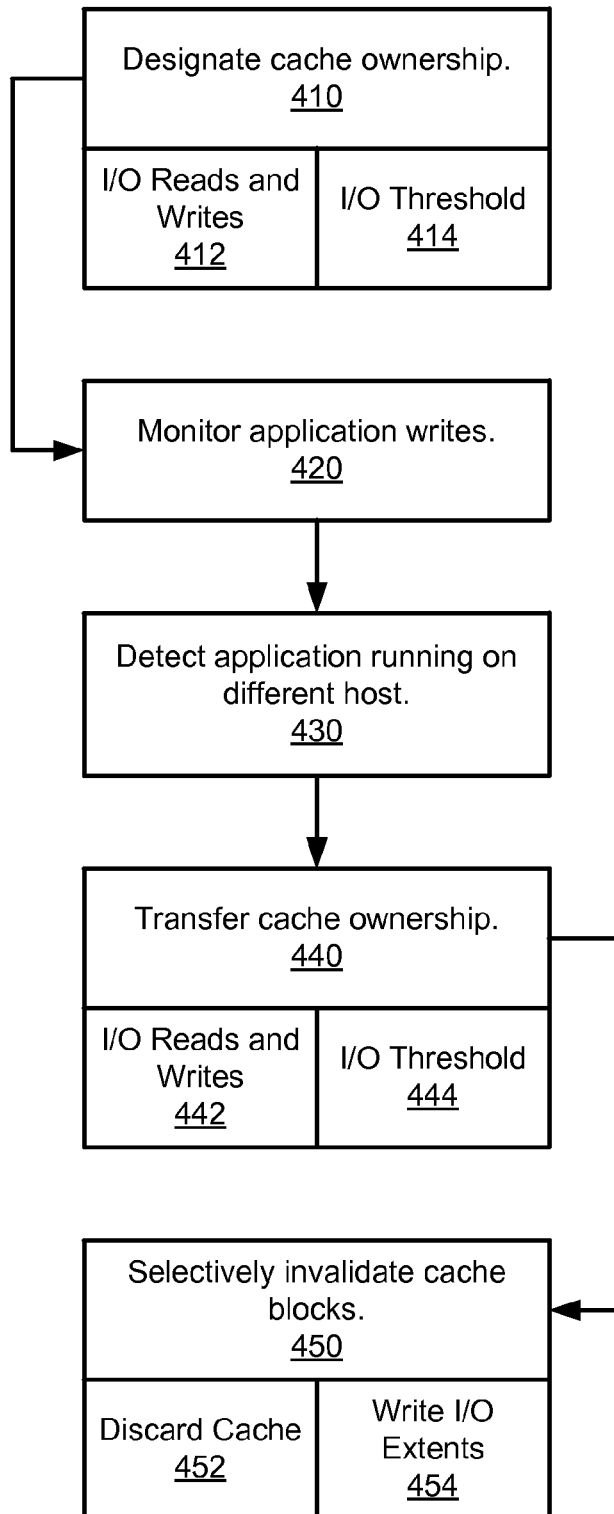 Designate cache ownership.
410
I/O Reads and
Writes
412
I/O Threshold
414
Monitor application writes.
420
Detect application running on
different host.
430
Transfer cache ownership.
440
I/O Reads and
Writes
442
I/O Threshold
444
Selectively invalidate cache
blocks.
450
Discard Cache
452
Write I/O
Extents
454